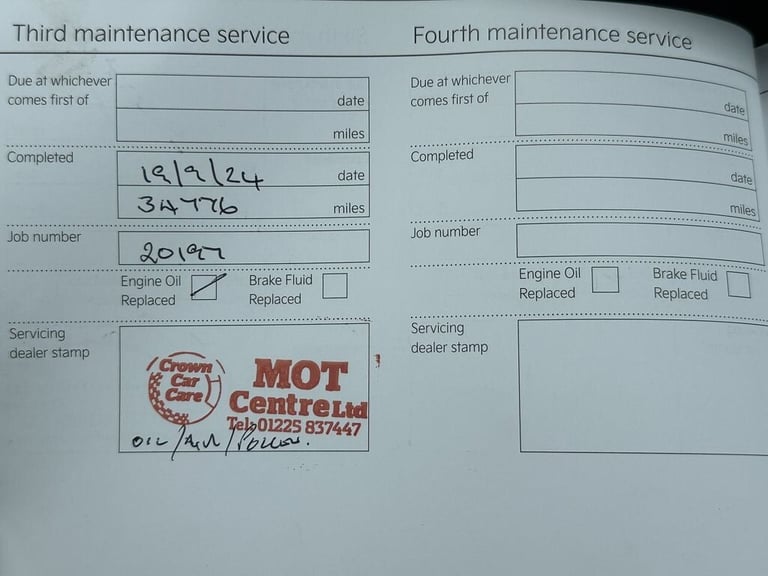 Third maintenance service
Due at whichever
comes first of
date
miles
Completed
19/9/24 date
34776 miles
Job number
20197
Engine Oil
Replaced
Brake Fluid
Replaced
Servicing
dealer stamp
Crown
Car
Care
MOT
Centre Ltd
Tel: 01225 837447
OIL/AIR/POLLEN.
Fourth maintenance service
Due at whichever
comes first of
date
miles
Completed
date
miles
Job number
Engine Oil
Replaced
Brake Fluid
Replaced
Servicing
dealer stamp